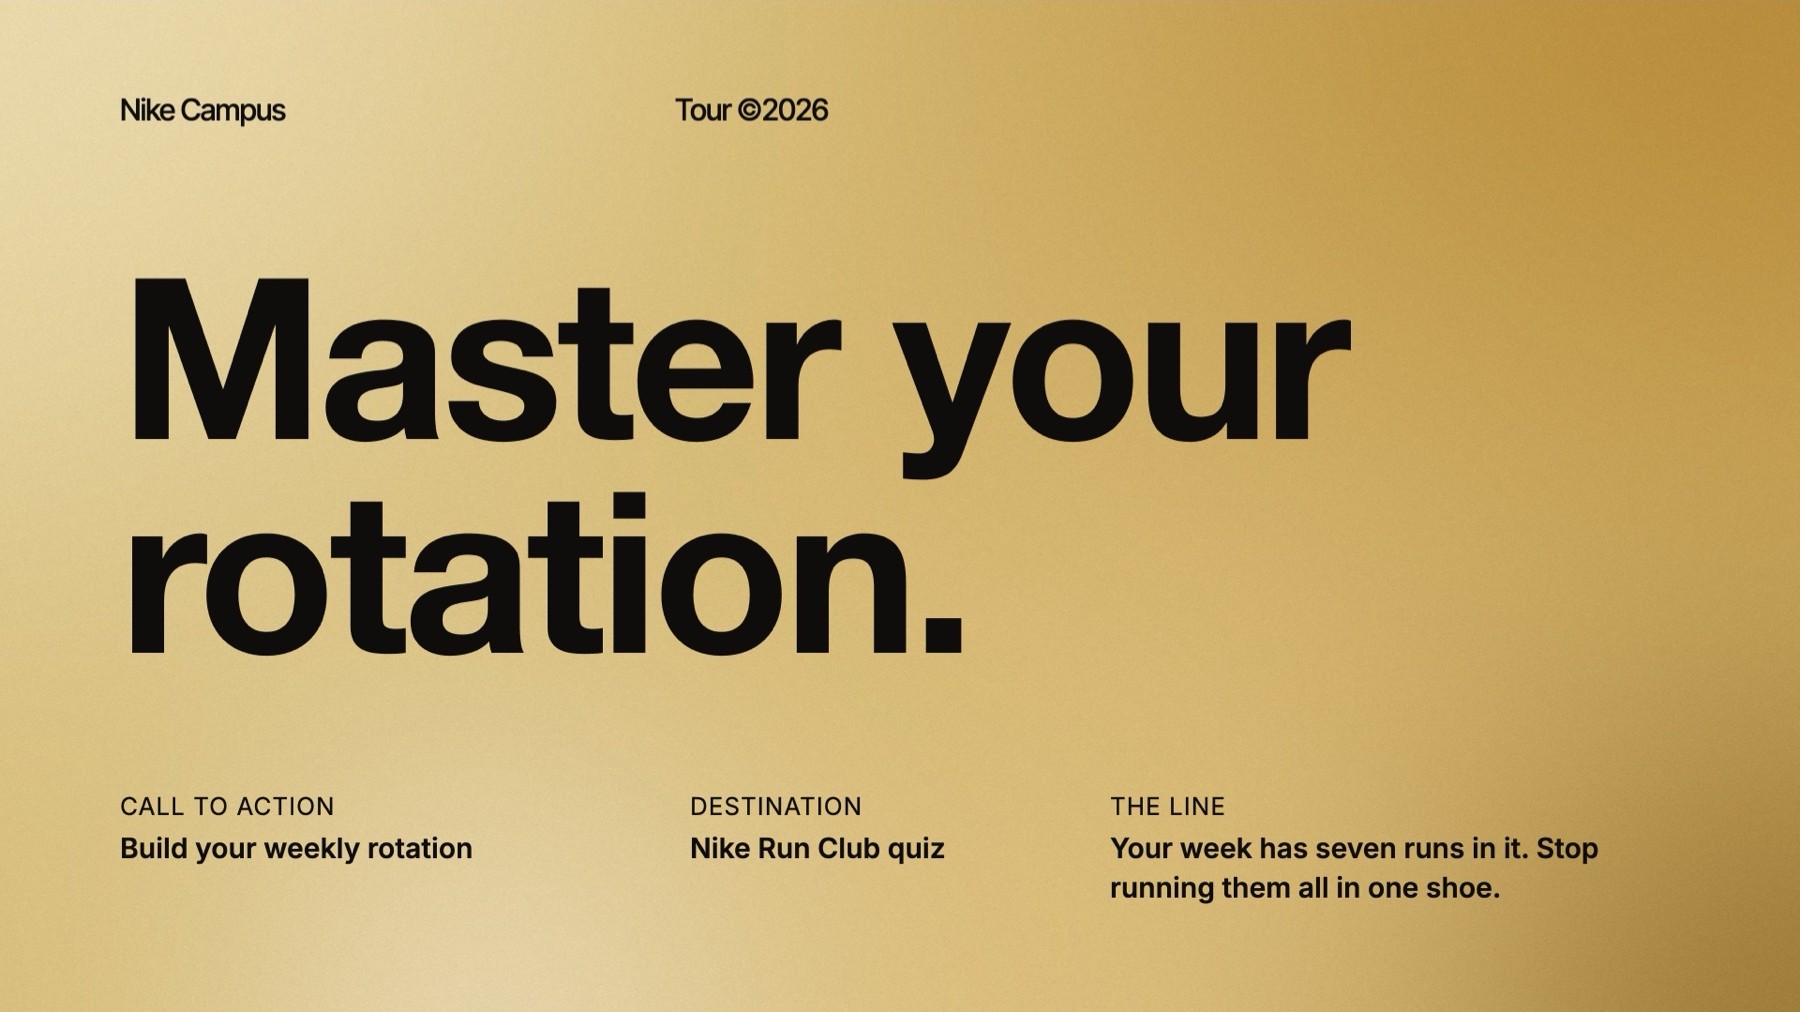 Nike Campus
Tour ©2026
Master your
rotation.
CALL TO ACTION
Build your weekly rotation
DESTINATION
Nike Run Club quiz
THE LINE
Your week has seven runs in it. Stop
running them all in one shoe.